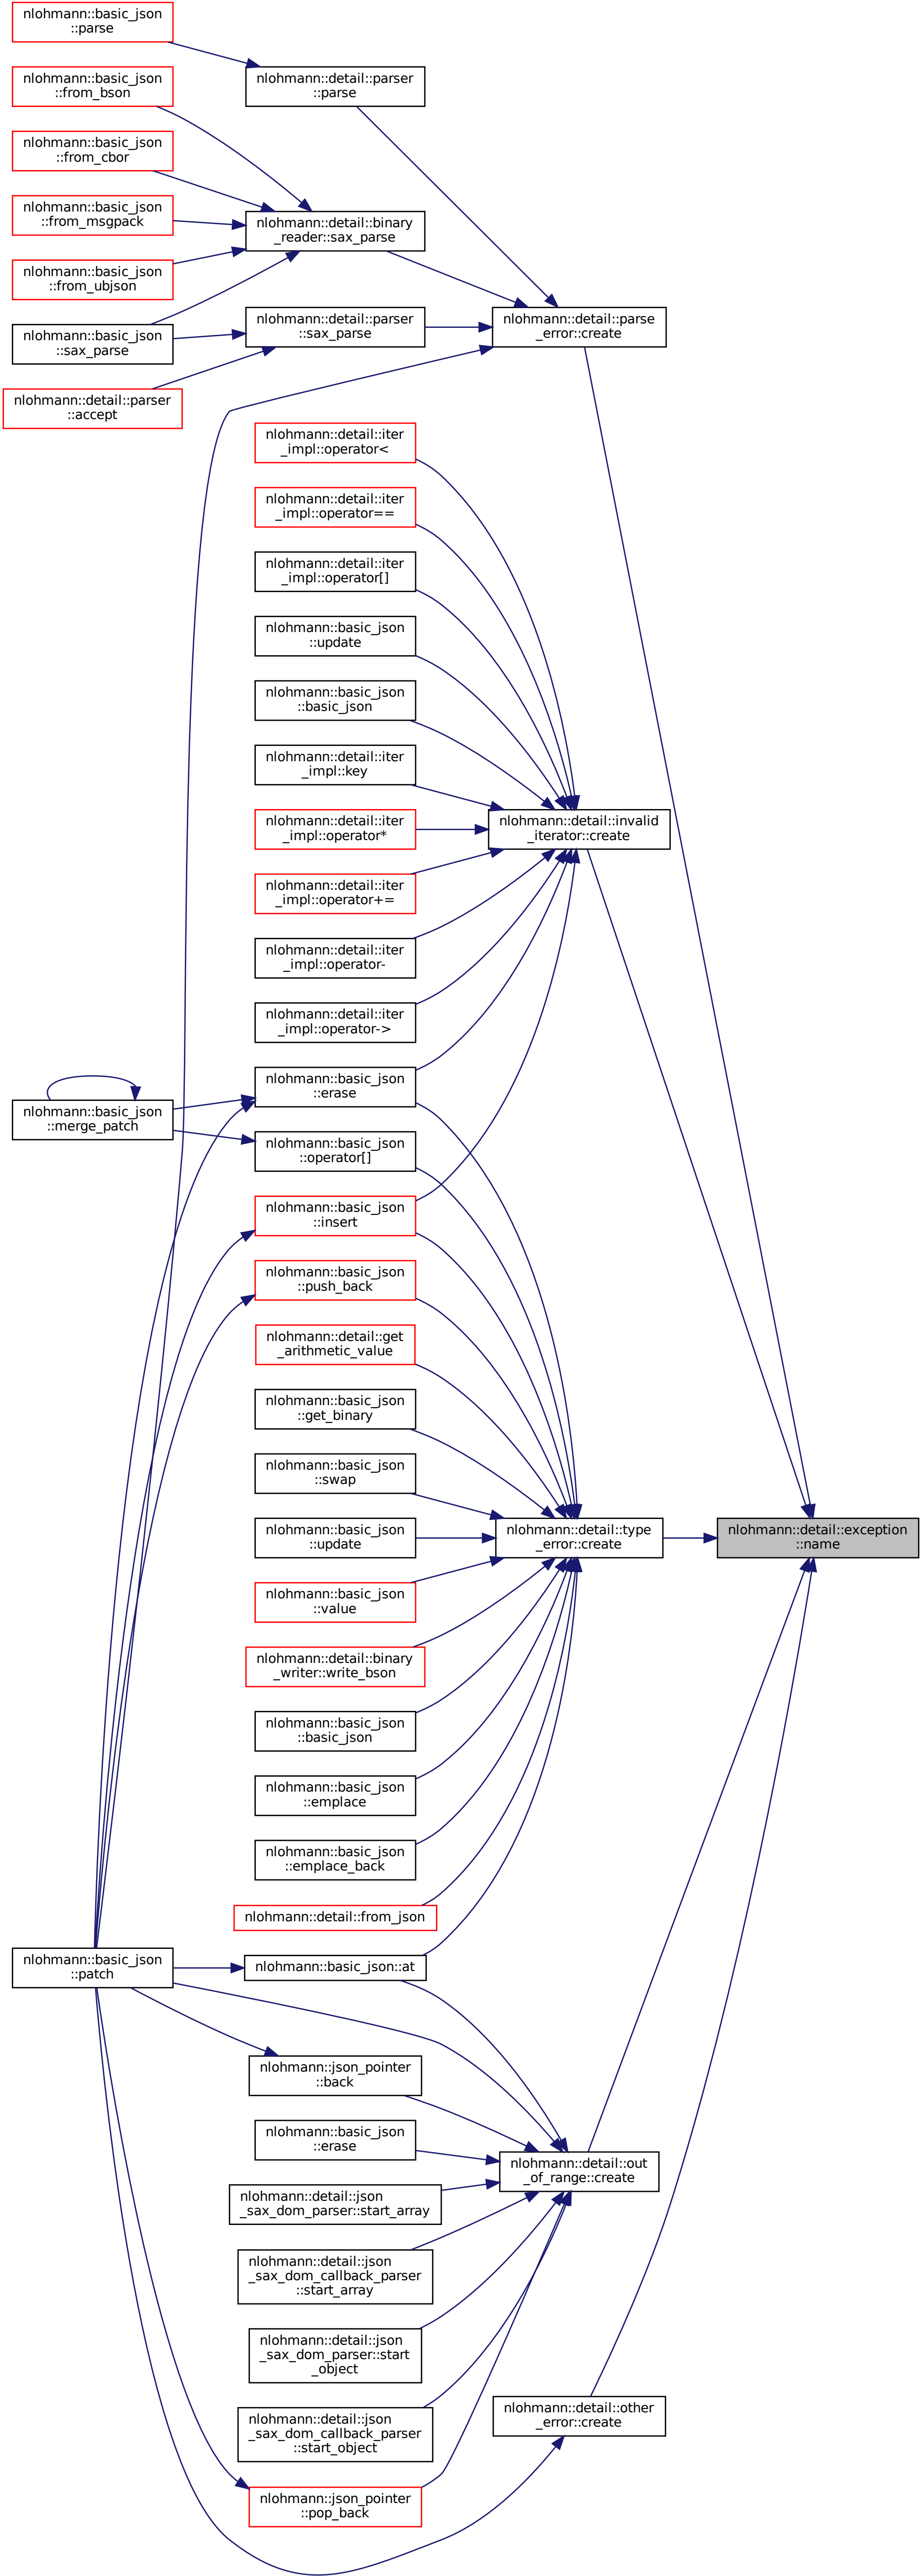 nlohmann::basic_json
::parse
nlohmann::detail::parser
::parse
nlohmann::basic_json
::from_bson
nlohmann::basic_json
::from_cbor
nlohmann::basic_json
::from_msgpack
nlohmann::detail::binary
_reader::sax_parse
nlohmann::basic_json
::from_ubjson
nlohmann::basic_json
::sax_parse
nlohmann::detail::parser
::sax_parse
nlohmann::detail::parse
_error::create
nlohmann::detail::parser
::accept
nlohmann::detail::iter
_impl::operator<
nlohmann::detail::iter
_impl::operator==
nlohmann::detail::iter
_impl::operator[]
nlohmann::basic_json
::update
nlohmann::basic_json
::basic_json
nlohmann::detail::iter
_impl::key
nlohmann::detail::iter
_impl::operator*
nlohmann::detail::invalid
_iterator::create
nlohmann::detail::iter
_impl::operator+=
nlohmann::detail::iter
_impl::operator-
nlohmann::detail::iter
_impl::operator->
nlohmann::basic_json
::erase
nlohmann::basic_json
::merge_patch
nlohmann::basic_json
::operator[]
nlohmann::basic_json
::insert
nlohmann::basic_json
::push_back
nlohmann::detail::get
_arithmetic_value
nlohmann::basic_json
::get_binary
nlohmann::basic_json
::swap
nlohmann::basic_json
::update
nlohmann::detail::type
_error::create
nlohmann::detail::exception
::name
nlohmann::basic_json
::value
nlohmann::detail::binary
_writer::write_bson
nlohmann::basic_json
::basic_json
nlohmann::basic_json
::emplace
nlohmann::basic_json
::emplace_back
nlohmann::detail::from_json
nlohmann::basic_json
::patch
nlohmann::basic_json::at
nlohmann::json_pointer
::back
nlohmann::basic_json
::erase
nlohmann::detail::out
_of_range::create
nlohmann::detail::json
_sax_dom_parser::start_array
nlohmann::detail::json
_sax_dom_callback_parser
::start_array
nlohmann::detail::json
_sax_dom_parser::start
_object
nlohmann::detail::json
_sax_dom_callback_parser
::start_object
nlohmann::detail::other
_error::create
nlohmann::json_pointer
::pop_back